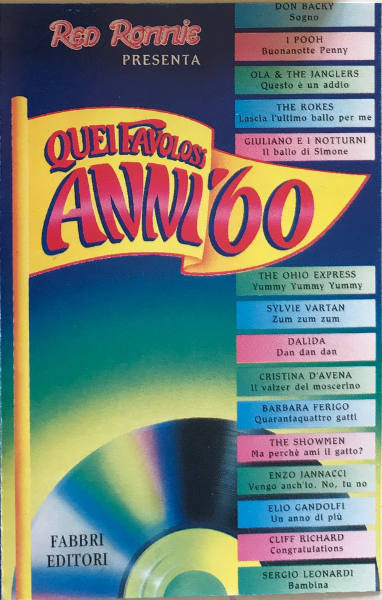 Red Ronnie
PRESENTA
QUEI FAVOLOSI
ANNI '60
DON BACKY
Sogno
I POOH
Buonanotte Penny
OLA & THE JANGLERS
Questo è un addio
THE ROKES
Lascia l'ultimo ballo per me
GIULIANO E I NOTTURNI
Il ballo di Simone
THE OHIO EXPRESS
Yummy Yummy Yummy
SYLVIE VARTAN
Zum zum zum
DALIDA
Dan dan dan
CRISTINA D'AVENA
Il valzer del moscerino
BARBARA FERIGO
Quarantaquattro gatti
THE SHOWMEN
Ma perchè ami il gatto?
ENZO JANNACCI
Vengo anch'io. No, tu no
ELIO GANDOLFI
Un anno di più
CLIFF RICHARD
Congratulations
SERGIO LEONARDI
Bambina
FABBRI
EDITORI